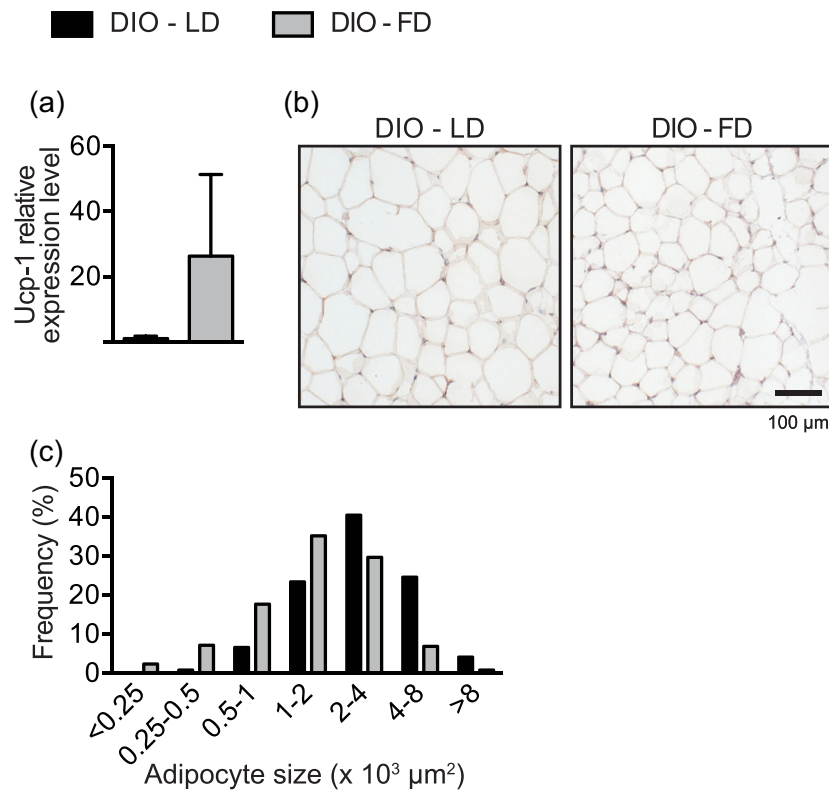 DIO - LD DIO - FD
(a)
60
40
20
Ucp-1 relative
expression level
(b)
DIO - LD DIO - FD
100 µm
(c)
50
40
30
20
10
0
Frequency (%)
<0.25 0.25-0.5 0.5-1 1-2 2-4 4-8 >8
Adipocyte size (x 10³ µm²)